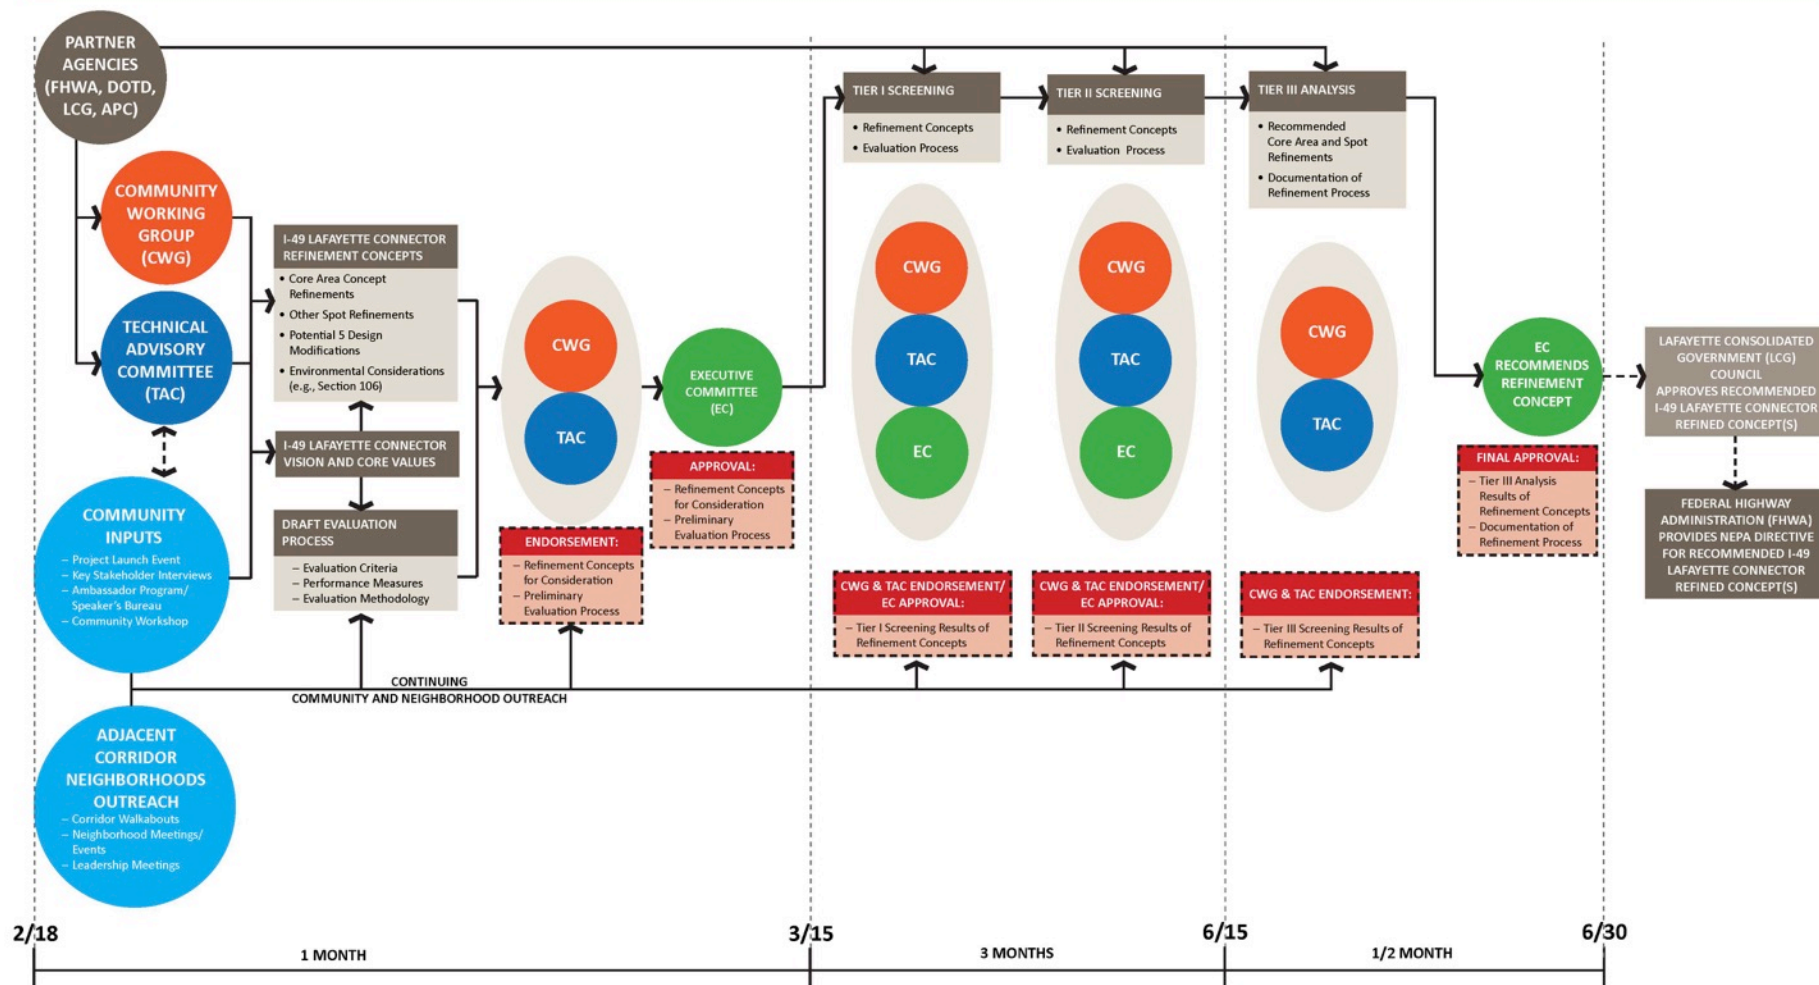 PARTNER
AGENCIES
(FHWA, DOTD,
LCG, APC)
COMMUNITY
WORKING
GROUP
(CWG)
TECHNICAL
ADVISORY
COMMITTEE
(TAC)
COMMUNITY
INPUTS
– Project Launch Event
– Key Stakeholder Interviews
– Ambassador Program/
Speaker's Bureau
– Community Workshop
ADJACENT
CORRIDOR
NEIGHBORHOODS
OUTREACH
– Corridor Walkabouts
– Neighborhood Meetings/
Events
– Leadership Meetings
I-49 LAFAYETTE CONNECTOR
REFINEMENT CONCEPTS
• Core Area Concept
Refinements
• Other Spot Refinements
• Potential 5 Design
Modifications
• Environmental Considerations
(e.g., Section 106)
I-49 LAFAYETTE CONNECTOR
VISION AND CORE VALUES
DRAFT EVALUATION
PROCESS
– Evaluation Criteria
– Performance Measures
– Evaluation Methodology
CONTINUING
COMMUNITY AND NEIGHBORHOOD OUTREACH
CWG
TAC
ENDORSEMENT:
– Refinement Concepts
for Consideration
– Preliminary
Evaluation Process
EXECUTIVE
COMMITTEE
(EC)
APPROVAL:
– Refinement Concepts
for Consideration
– Preliminary
Evaluation Process
TIER I SCREENING
• Refinement Concepts
• Evaluation Process
CWG
TAC
EC
CWG & TAC ENDORSEMENT/
EC APPROVAL:
– Tier I Screening Results of
Refinement Concepts
TIER II SCREENING
• Refinement Concepts
• Evaluation Process
CWG
TAC
EC
CWG & TAC ENDORSEMENT/
EC APPROVAL:
– Tier II Screening Results of
Refinement Concepts
TIER III ANALYSIS
• Recommended
Core Area and Spot
Refinements
• Documentation of
Refinement Process
CWG
TAC
CWG & TAC ENDORSEMENT:
– Tier III Screening Results of
Refinement Concepts
EC
RECOMMENDS
REFINEMENT
CONCEPT
FINAL APPROVAL:
– Tier III Analysis
Results of
Refinement Concepts
– Documentation of
Refinement Process
LAFAYETTE CONSOLIDATED
GOVERNMENT (LCG)
COUNCIL
APPROVES RECOMMENDED
I-49 LAFAYETTE CONNECTOR
REFINED CONCEPT(S)
FEDERAL HIGHWAY
ADMINISTRATION (FHWA)
PROVIDES NEPA DIRECTIVE
FOR RECOMMENDED I-49
LAFAYETTE CONNECTOR
REFINED CONCEPT(S)
2/18
3/15
6/15
6/30
1 MONTH
3 MONTHS
1/2 MONTH